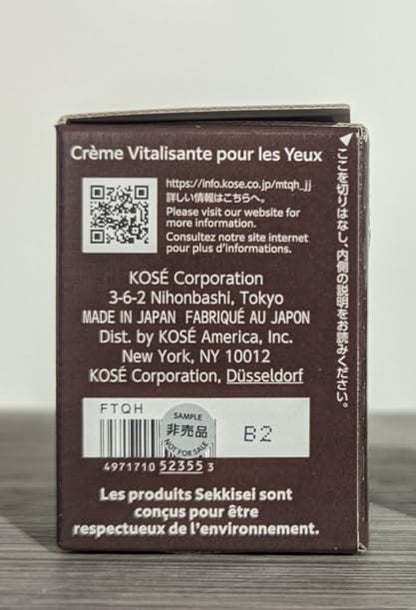 Crème Vitalisante pour les Yeux
https://info.kose.co.jp/mtqh_jj
詳しい情報はこちらへ。
Please visit our website for
more information.
Consultez notre site internet
pour plus d'informations.
KOSÉ Corporation
3-6-2 Nihonbashi, Tokyo
MADE IN JAPAN FABRIQUÉ AU JAPON
Dist. by KOSÉ America, Inc.
New York, NY 10012
KOSÉ Corporation, Düsseldorf
FTQH
SAMPLE
非売品
NOT FOR SALE
B2
4971710 52355 3
Les produits Sekkisei sont
conçus pour être
respectueux de l'environnement.
ここを切りはなし、内側の説明をお読みください。